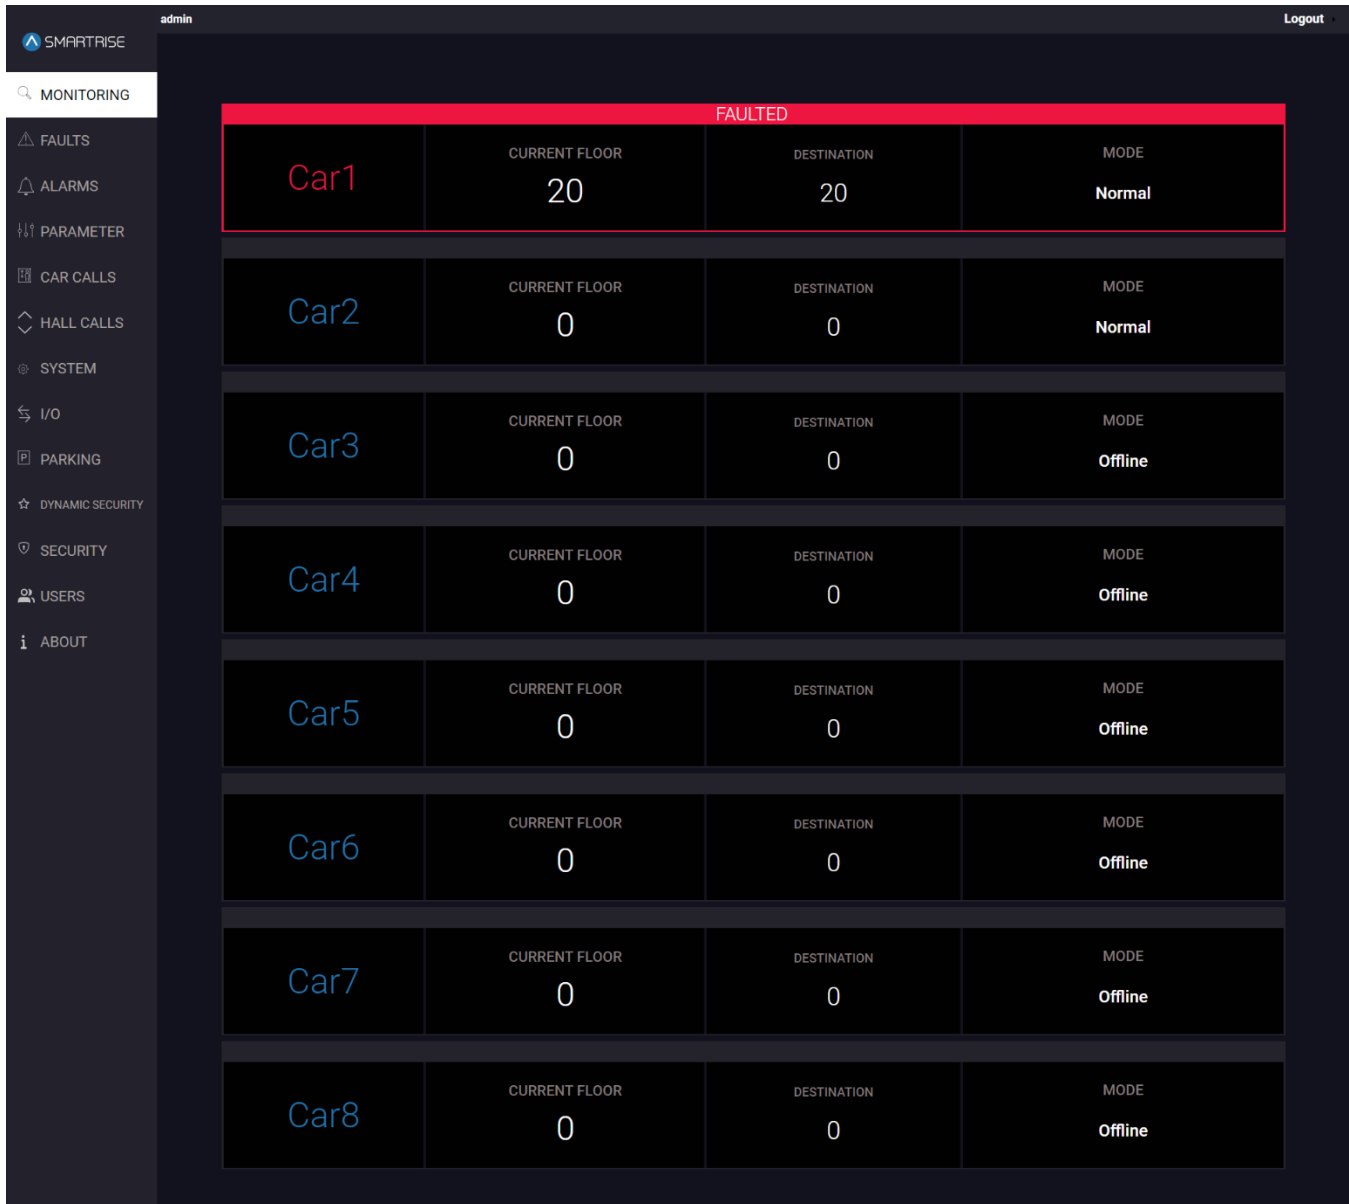 admin
Logout
SMARTRISE
MONITORING
FAULTS
ALARMS
PARAMETER
CAR CALLS
HALL CALLS
SYSTEM
I/O
PARKING
DYNAMIC SECURITY
SECURITY
USERS
ABOUT
FAULTED
Car1
CURRENT FLOOR
20
DESTINATION
20
MODE
Normal
Car2
CURRENT FLOOR
0
DESTINATION
0
MODE
Normal
Car3
CURRENT FLOOR
0
DESTINATION
0
MODE
Offline
Car4
CURRENT FLOOR
0
DESTINATION
0
MODE
Offline
Car5
CURRENT FLOOR
0
DESTINATION
0
MODE
Offline
Car6
CURRENT FLOOR
0
DESTINATION
0
MODE
Offline
Car7
CURRENT FLOOR
0
DESTINATION
0
MODE
Offline
Car8
CURRENT FLOOR
0
DESTINATION
0
MODE
Offline